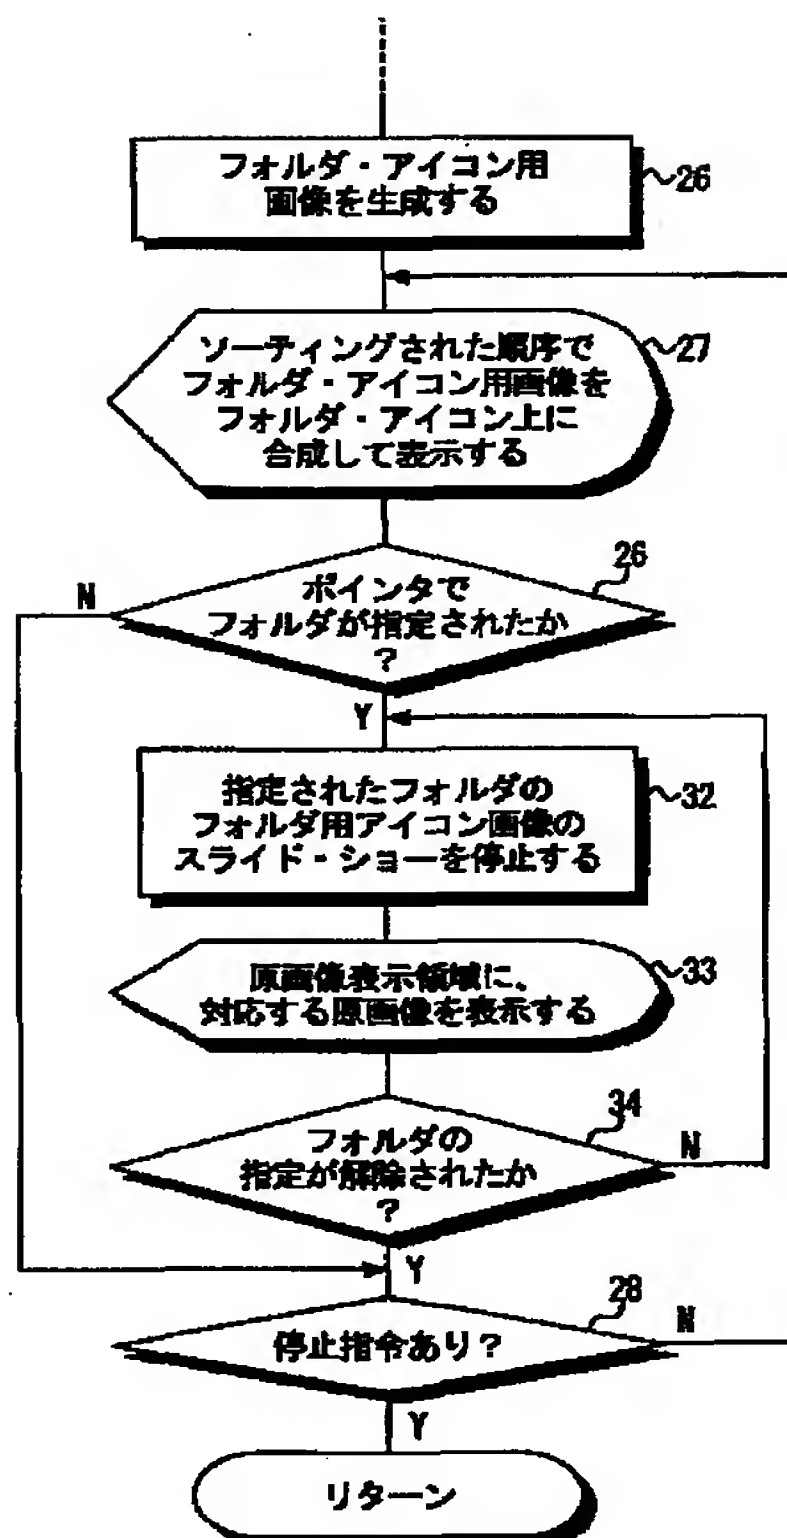 フォルダ・アイコン用
画像を生成する
26
ソーティングされた順序で
フォルダ・アイコン用画像を
フォルダ・アイコン上に
合成して表示する
27
ポインタで
フォルダが指定されたか
?
26
N
Y
指定されたフォルダの
フォルダ用アイコン画像の
スライド・ショーを停止する
32
原画像表示領域に、
対応する原画像を表示する
33
フォルダの
指定が解除されたか
?
34
N
Y
停止指令あり?
28
N
Y
リターン